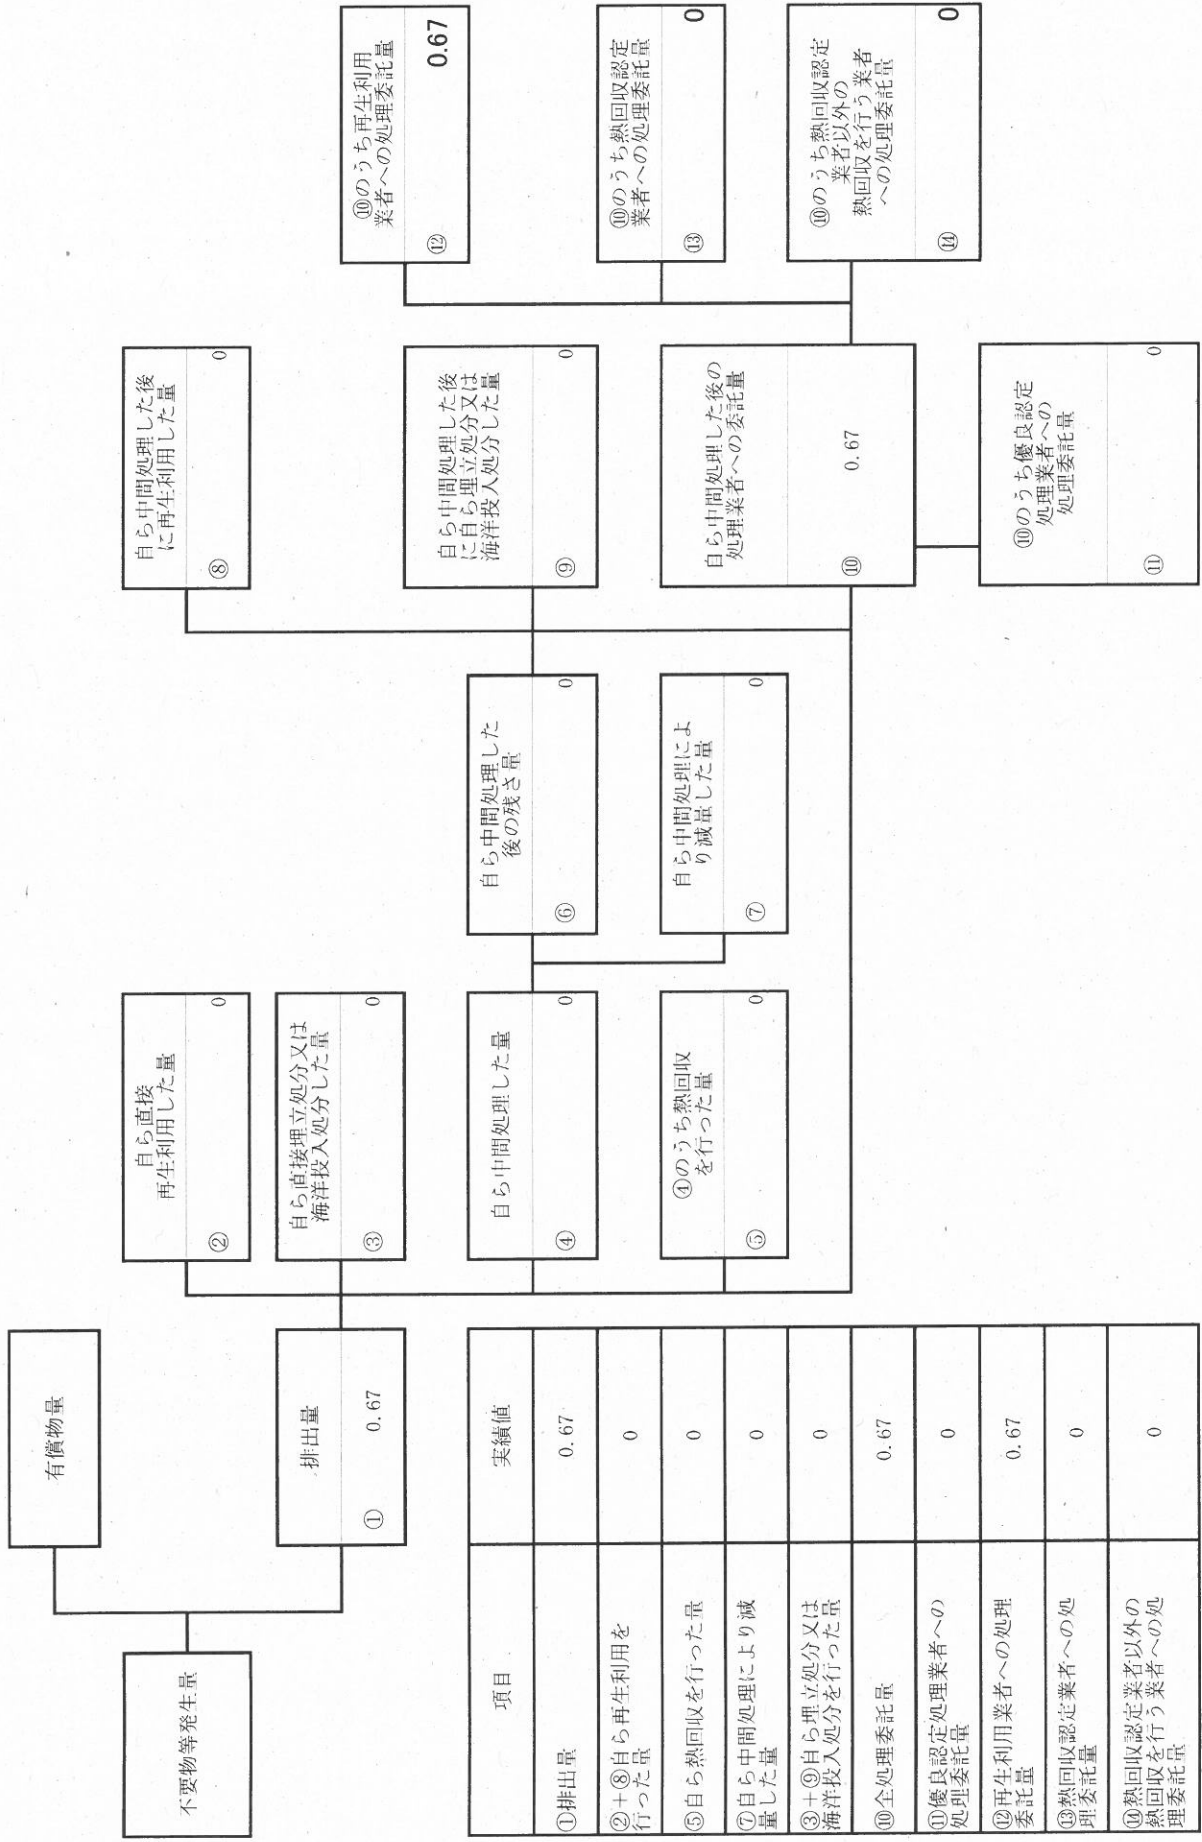 不要物等発生量
有償物量
排出量
① 0.67
自ら直接
再生利用した量
② 0
自ら直接埋立処分又は
海洋投入処分した量
③ 0
自ら中間処理した量
④ 0
④のうち熱回収
を行った量
⑤ 0
自ら中間処理した
後の残さ量
⑥ 0
自ら中間処理によ
り減量した量
⑦ 0
自ら中間処理した後
に再生利用した量
⑧ 0
自ら中間処理した後
に自ら埋立処分又は
海洋投入処分した量
⑨ 0
自ら中間処理した後の
処理業者への委託量
⑩ 0.67
⑩のうち優良認定
処理業者への
処理委託量
⑪ 0
⑩のうち再生利用
業者への処理委託量
⑫ 0.67
⑩のうち熱回収認定
業者への処理委託量
⑬ 0
⑩のうち熱回収認定
業者以外の
熱回収を行う業者
への処理委託量
⑭ 0
項目 実績値
①排出量 0.67
②+⑧自ら再生利用を
行った量 0
⑤自ら熱回収を行った量 0
⑦自ら中間処理により減
量した量 0
③+⑨自ら埋立処分又は
海洋投入処分を行った量 0
⑩全処理委託量 0.67
⑪優良認定処理業者への
処理委託量 0
⑫再生利用業者への処理
委託量 0.67
⑬熱回収認定業者への処
理委託量 0
⑭熱回収認定業者以外の
熱回収を行う業者への処
理委託量 0